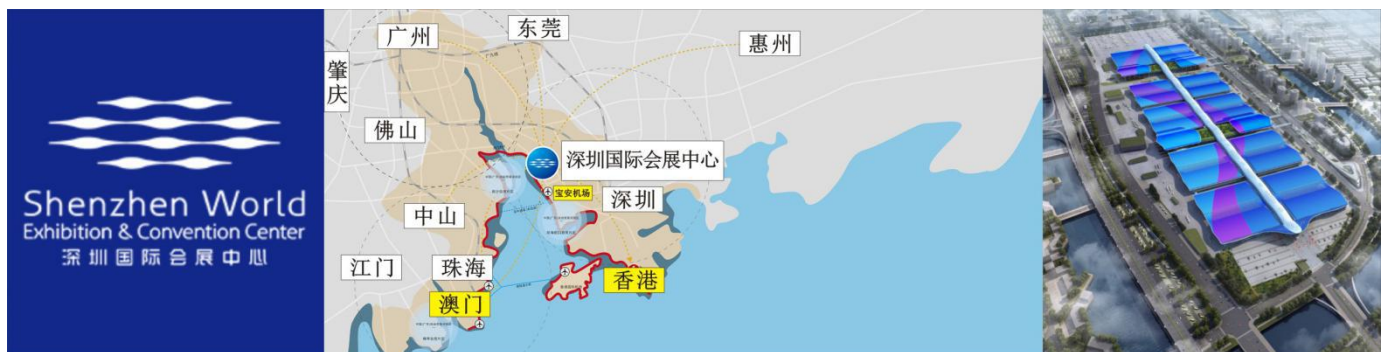 Shenzhen World
Exhibition & Convention Center
深圳国际会展中心
广州
东莞
惠州
肇庆
佛山
深圳国际会展中心
宝安机场
深圳
中山
江门
珠海
香港
澳门